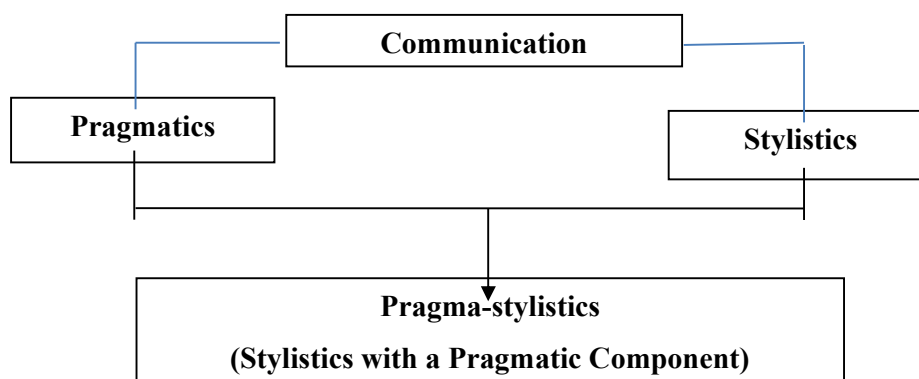 Communication
Pragmatics
Stylistics
Pragma-stylistics
(Stylistics with a Pragmatic Component)